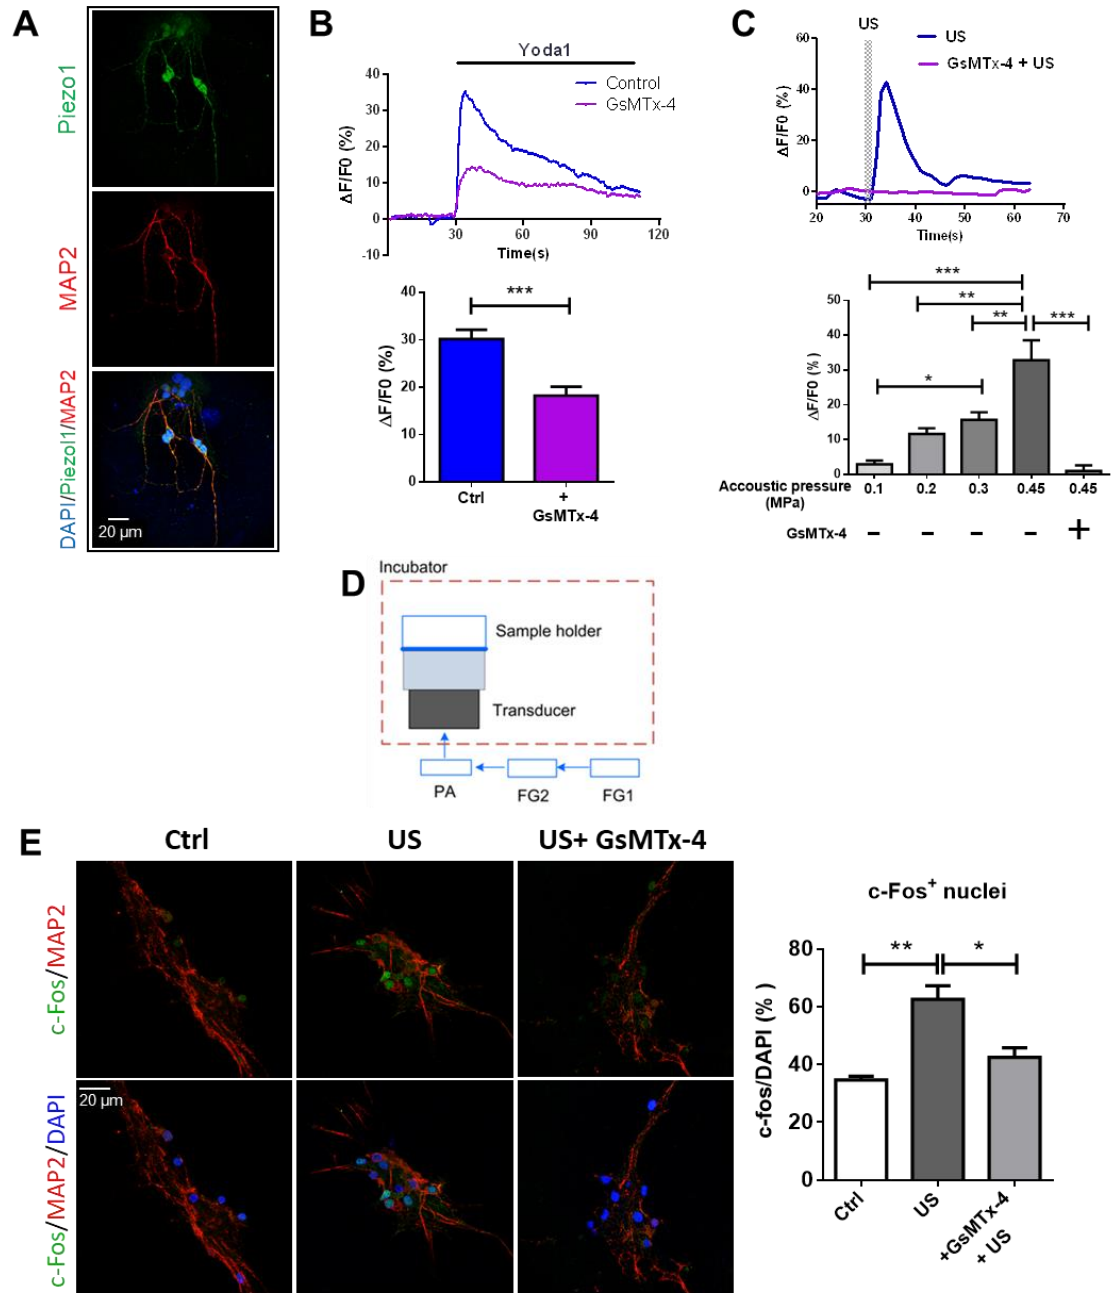 A
Piezo1
MAP2
DAPI/Piezol1/MAP2
20 µm
B
Yoda1
Control
GsMTx-4
ΔF/F0 (%)
40
30
20
10
0
-10
30
60
90
120
Time(s)
***
ΔF/F0 (%)
40
30
20
10
0
Ctrl
+
GsMTx-4
C
US
US
GsMTx-4 + US
ΔF/F0 (%)
60
40
20
0
20
30
40
50
60
70
Time(s)
***
**
**
***
*
ΔF/F0 (%)
50
40
30
20
10
0
Accoustic pressure
(MPa)
0.1
0.2
0.3
0.45
0.45
GsMTx-4
–
–
–
–
+
D
Incubator
Sample holder
Transducer
PA
FG2
FG1
E
Ctrl
US
US+ GsMTx-4
c-Fos/MAP2
c-Fos/MAP2/DAPI
20 µm
c-Fos+ nuclei
**
*
c-fos/DAPI (%)
80
60
40
20
0
Ctrl
US
+GsMTx-4
+ US